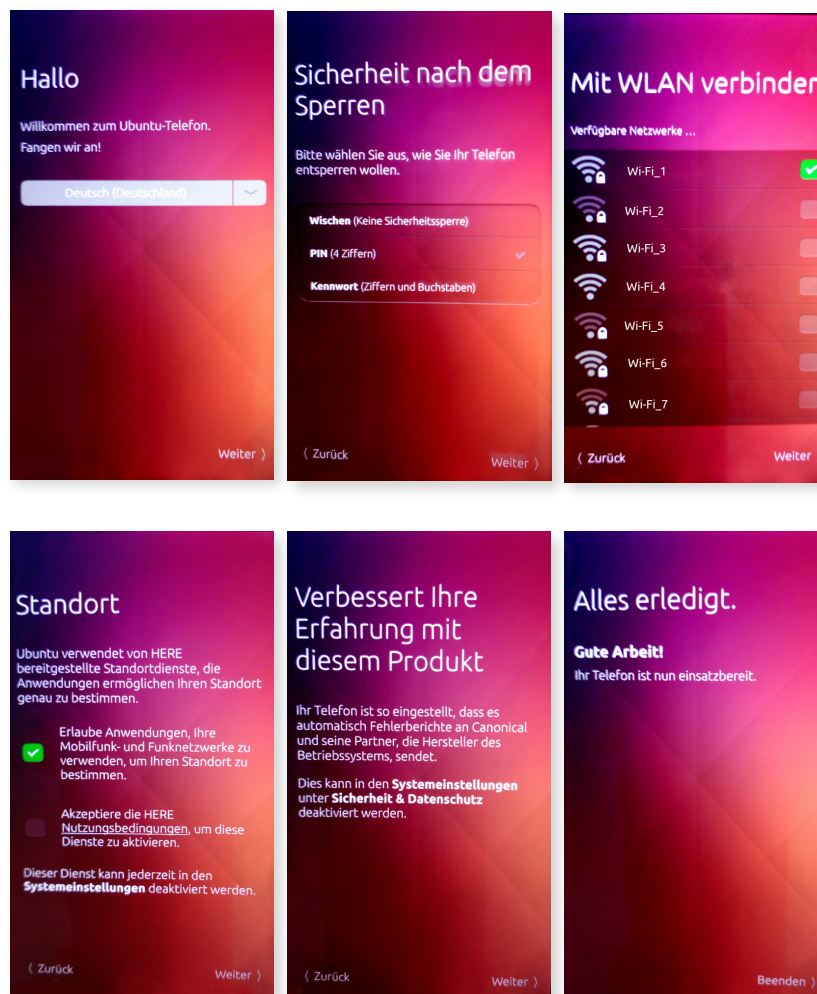 Hallo
Willkommen zum Ubuntu-Telefon.
Fangen wir an!
Deutsch (Deutschland)
Weiter
Sicherheit nach dem
Sperren
Bitte wählen Sie aus, wie Sie Ihr Telefon
entsperren wollen.
Wischen (Keine Sicherheitssperre)
PIN (4 Ziffern)
Kennwort (Ziffern und Buchstaben)
Zurück
Weiter
Mit WLAN verbinden
Verfügbare Netzwerke ...
Wi-Fi_1
Wi-Fi_2
Wi-Fi_3
Wi-Fi_4
Wi-Fi_5
Wi-Fi_6
Wi-Fi_7
Zurück
Weiter
Standort
Ubuntu verwendet von HERE
bereitgestellte Standortdienste, die
Anwendungen ermöglichen Ihren Standort
genau zu bestimmen.
Erlaube Anwendungen, Ihre
Mobilfunk- und Funknetzwerke zu
verwenden, um Ihren Standort zu
bestimmen.
Akzeptiere die HERE
Nutzungsbedingungen, um diese
Dienste zu aktivieren.
Dieser Dienst kann jederzeit in den
Systemeinstellungen deaktiviert werden.
Zurück
Weiter
Verbessert Ihre
Erfahrung mit
diesem Produkt
Ihr Telefon ist so eingestellt, dass es
automatisch Fehlerberichte an Canonical
und seine Partner, die Hersteller des
Betriebssystems, sendet.
Dies kann in den Systemeinstellungen
unter Sicherheit & Datenschutz
deaktiviert werden.
Zurück
Weiter
Alles erledigt.
Gute Arbeit!
Ihr Telefon ist nun einsatzbereit.
Beenden